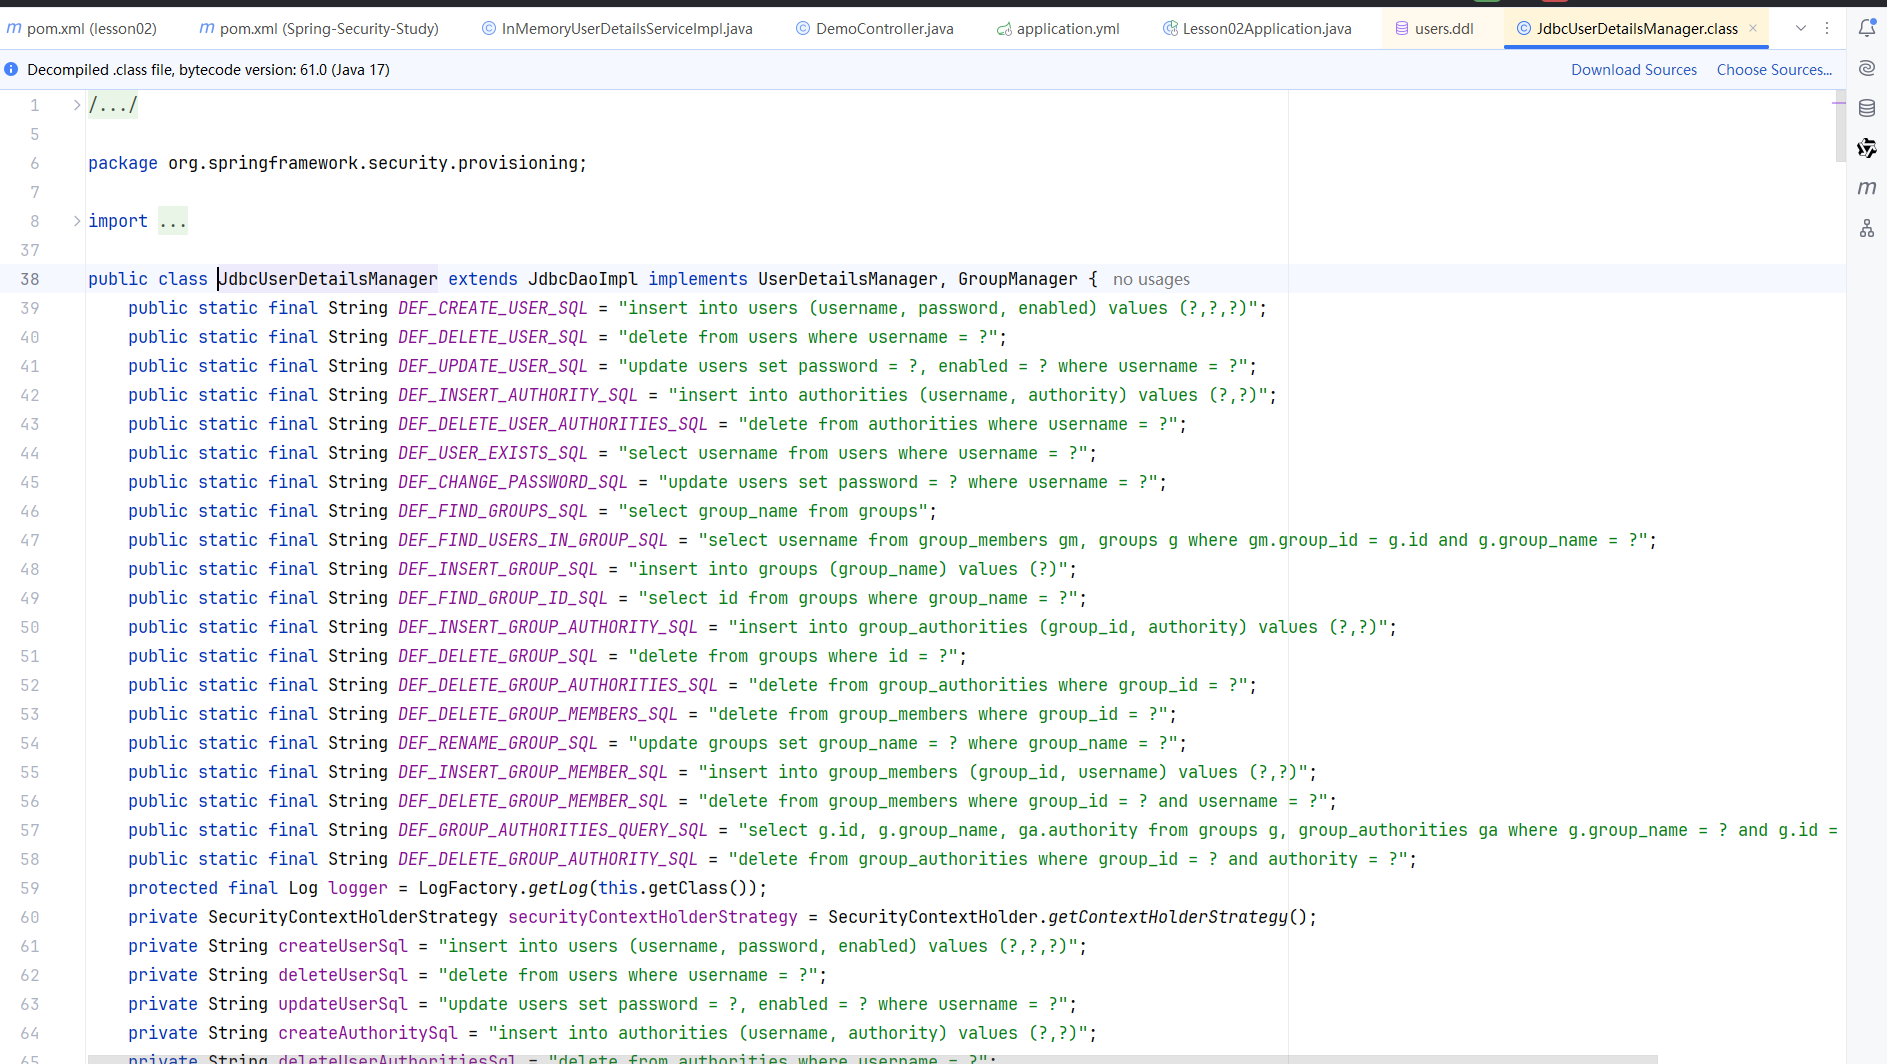 pom.xml (lesson02) pom.xml (Spring-Security-Study) InMemoryUserDetailsServiceImpl.java DemoController.java application.yml Lesson02Application.java users.ddl JdbcUserDetailsManager.class
Decompiled .class file, bytecode version: 61.0 (Java 17) Download Sources Choose Sources...
1 /.../
5
6 package org.springframework.security.provisioning;
7
8 import ...
37
38 public class JdbcUserDetailsManager extends JdbcDaoImpl implements UserDetailsManager, GroupManager { no usages
39 public static final String DEF_CREATE_USER_SQL = "insert into users (username, password, enabled) values (?,?,?)";
40 public static final String DEF_DELETE_USER_SQL = "delete from users where username = ?";
41 public static final String DEF_UPDATE_USER_SQL = "update users set password = ?, enabled = ? where username = ?";
42 public static final String DEF_INSERT_AUTHORITY_SQL = "insert into authorities (username, authority) values (?,?)";
43 public static final String DEF_DELETE_USER_AUTHORITIES_SQL = "delete from authorities where username = ?";
44 public static final String DEF_USER_EXISTS_SQL = "select username from users where username = ?";
45 public static final String DEF_CHANGE_PASSWORD_SQL = "update users set password = ? where username = ?";
46 public static final String DEF_FIND_GROUPS_SQL = "select group_name from groups";
47 public static final String DEF_FIND_USERS_IN_GROUP_SQL = "select username from group_members gm, groups g where gm.group_id = g.id and g.group_name = ?";
48 public static final String DEF_INSERT_GROUP_SQL = "insert into groups (group_name) values (?)";
49 public static final String DEF_FIND_GROUP_ID_SQL = "select id from groups where group_name = ?";
50 public static final String DEF_INSERT_GROUP_AUTHORITY_SQL = "insert into group_authorities (group_id, authority) values (?,?)";
51 public static final String DEF_DELETE_GROUP_SQL = "delete from groups where id = ?";
52 public static final String DEF_DELETE_GROUP_AUTHORITIES_SQL = "delete from group_authorities where group_id = ?";
53 public static final String DEF_DELETE_GROUP_MEMBERS_SQL = "delete from group_members where group_id = ?";
54 public static final String DEF_RENAME_GROUP_SQL = "update groups set group_name = ? where group_name = ?";
55 public static final String DEF_INSERT_GROUP_MEMBER_SQL = "insert into group_members (group_id, username) values (?,?)";
56 public static final String DEF_DELETE_GROUP_MEMBER_SQL = "delete from group_members where group_id = ? and username = ?";
57 public static final String DEF_GROUP_AUTHORITIES_QUERY_SQL = "select g.id, g.group_name, ga.authority from groups g, group_authorities ga where g.group_name = ? and g.id =
58 public static final String DEF_DELETE_GROUP_AUTHORITY_SQL = "delete from group_authorities where group_id = ? and authority = ?";
59 protected final Log logger = LogFactory.getLog(this.getClass());
60 private SecurityContextHolderStrategy securityContextHolderStrategy = SecurityContextHolder.getContextHolderStrategy();
61 private String createUserSql = "insert into users (username, password, enabled) values (?,?,?)";
62 private String deleteUserSql = "delete from users where username = ?";
63 private String updateUserSql = "update users set password = ?, enabled = ? where username = ?";
64 private String createAuthoritySql = "insert into authorities (username, authority) values (?,?)";
65 private String deleteUserAuthoritiesSql = "delete from authorities where username = ?";